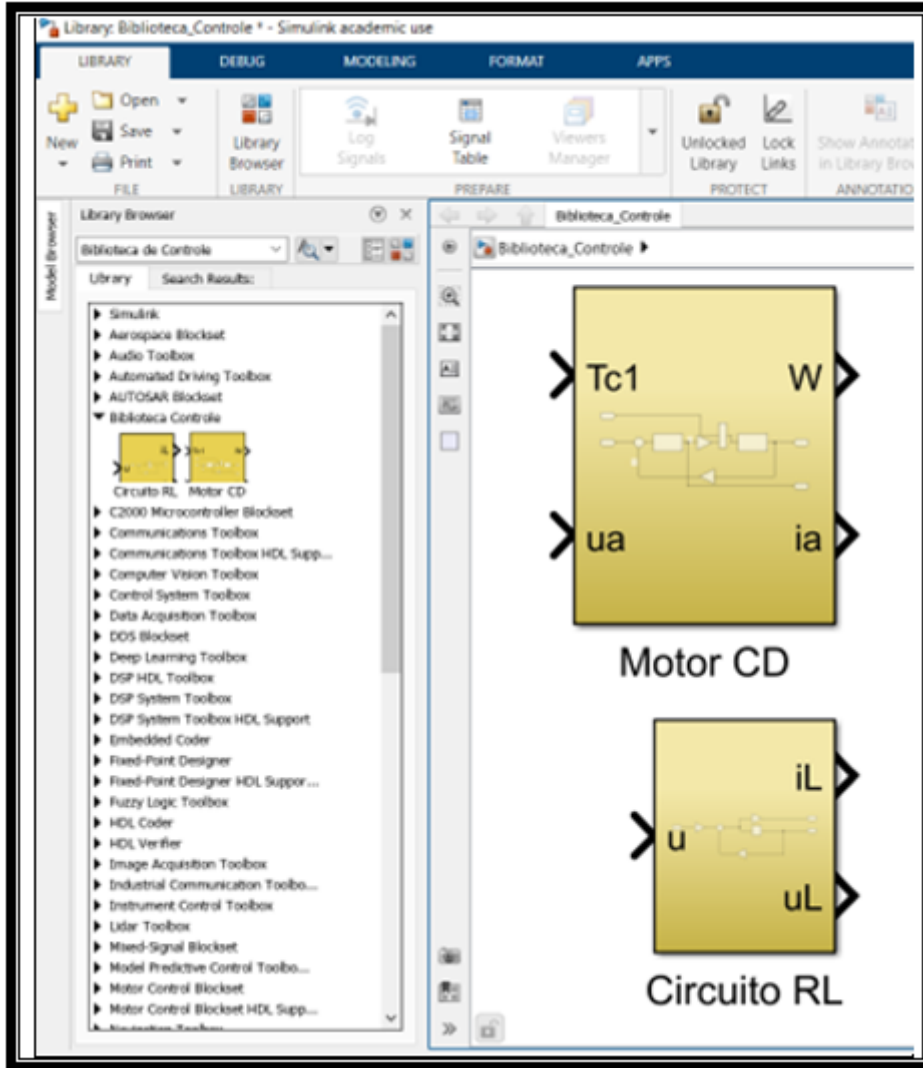 Library: Biblioteca_Controle * - Simulink academic use
LIBRARY DEBUG MODELING FORMAT APPS
New
Open
Save
Print
FILE
Library
Browser
LIBRARY
Log
Signals
Signal
Table
Viewers
Manager
PREPARE
Unlocked
Library
Lock
Links
PROTECT
Show Annotat
in Library Bro
ANNOTATIO
Model Browser
Library Browser
Biblioteca de Controle
Library Search Results:
Simulink
Aerospace Blockset
Audio Toolbox
Automated Driving Toolbox
AUTOSAR Blockset
Biblioteca Controle
Circuito RL Motor CD
C2000 Microcontroller Blockset
Communications Toolbox
Communications Toolbox HDL Supp...
Computer Vision Toolbox
Control System Toolbox
Data Acquisition Toolbox
DDS Blockset
Deep Learning Toolbox
DSP HDL Toolbox
DSP System Toolbox
DSP System Toolbox HDL Support
Embedded Coder
Fixed-Point Designer
Fixed-Point Designer HDL Suppor...
Fuzzy Logic Toolbox
HDL Coder
HDL Verifier
Image Acquisition Toolbox
Industrial Communication Toolbo...
Instrument Control Toolbox
Lidar Toolbox
Mixed-Signal Blockset
Model Predictive Control Toolbo...
Motor Control Blockset
Motor Control Blockset HDL Supp...
Biblioteca_Controle
Biblioteca_Controle
Tc1 W
ua ia
Motor CD
iL
u
uL
Circuito RL